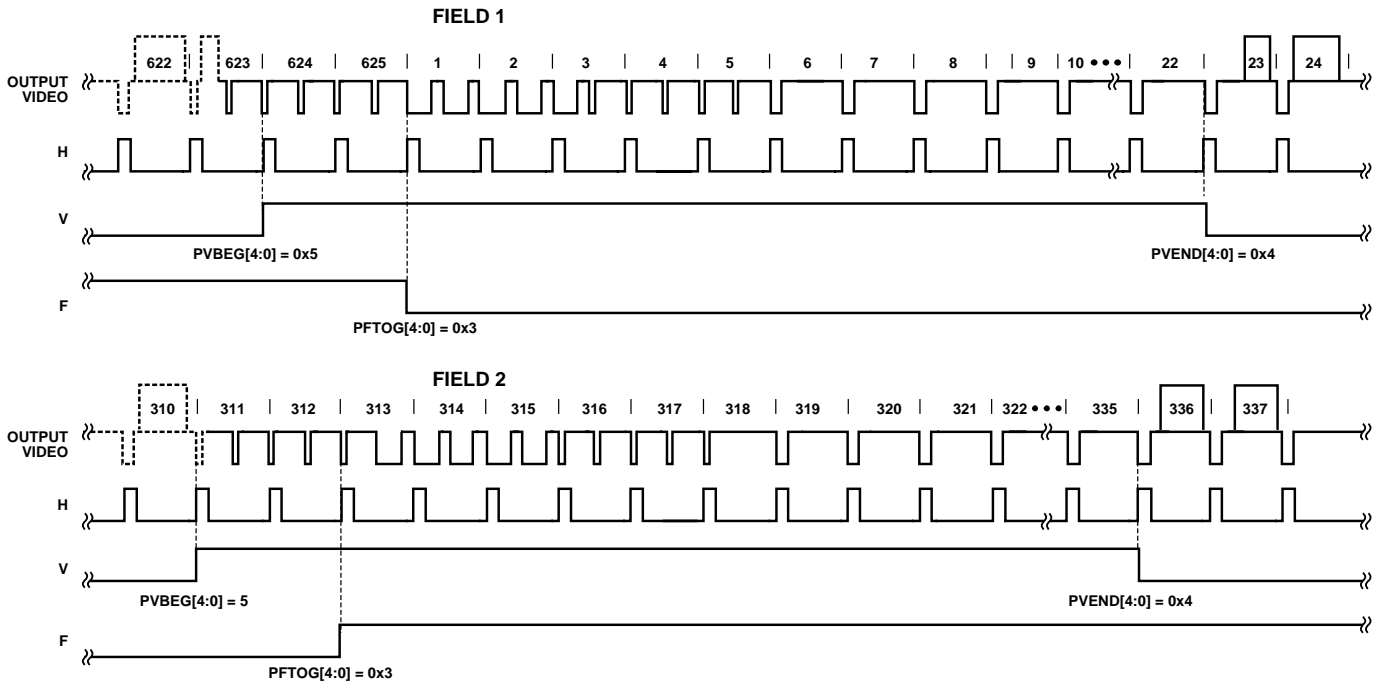 FIELD 1
622 623 624 625 1 2 3 4 5 6 7 8 9 10 ••• 22 23 24
OUTPUT
VIDEO
H
V
PVBEG[4:0] = 0x5
PVEND[4:0] = 0x4
F
PFTOG[4:0] = 0x3
FIELD 2
310 311 312 313 314 315 316 317 318 319 320 321 322 ••• 335 336 337
OUTPUT
VIDEO
H
V
PVBEG[4:0] = 5
PVEND[4:0] = 0x4
F
PFTOG[4:0] = 0x3